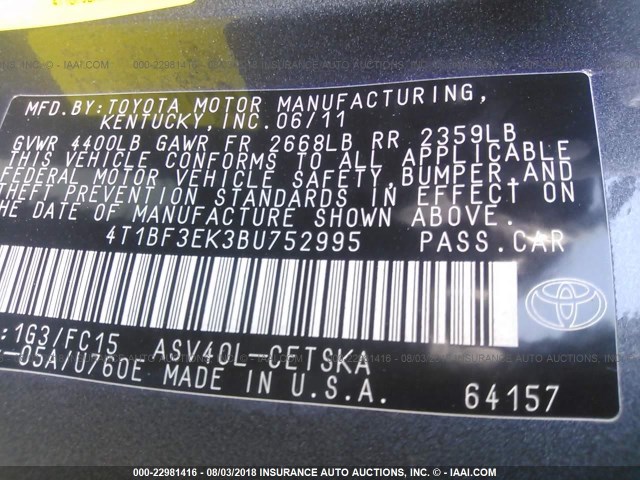 MFD.BY:TOYOTA MOTOR MANUFACTURING,
KENTUCKY, INC. 06/11
GVWR 4400LB GAWR FR 2668LB RR 2359LB
THIS VEHICLE CONFORMS TO ALL APPLICABLE
FEDERAL MOTOR VEHICLE SAFETY, BUMPER, AND
THEFT PREVENTION STANDARDS IN EFFECT ON
THE DATE OF MANUFACTURE SHOWN ABOVE.
4T1BF3EK3BU752995 PASS.CAR
:1G3/FC15 ASV40L-CETSKA
-05A/U760E MADE IN U.S.A.
64157
000-22981416 - 08/03/2018 INSURANCE AUTO AUCTIONS INC. (IAA)